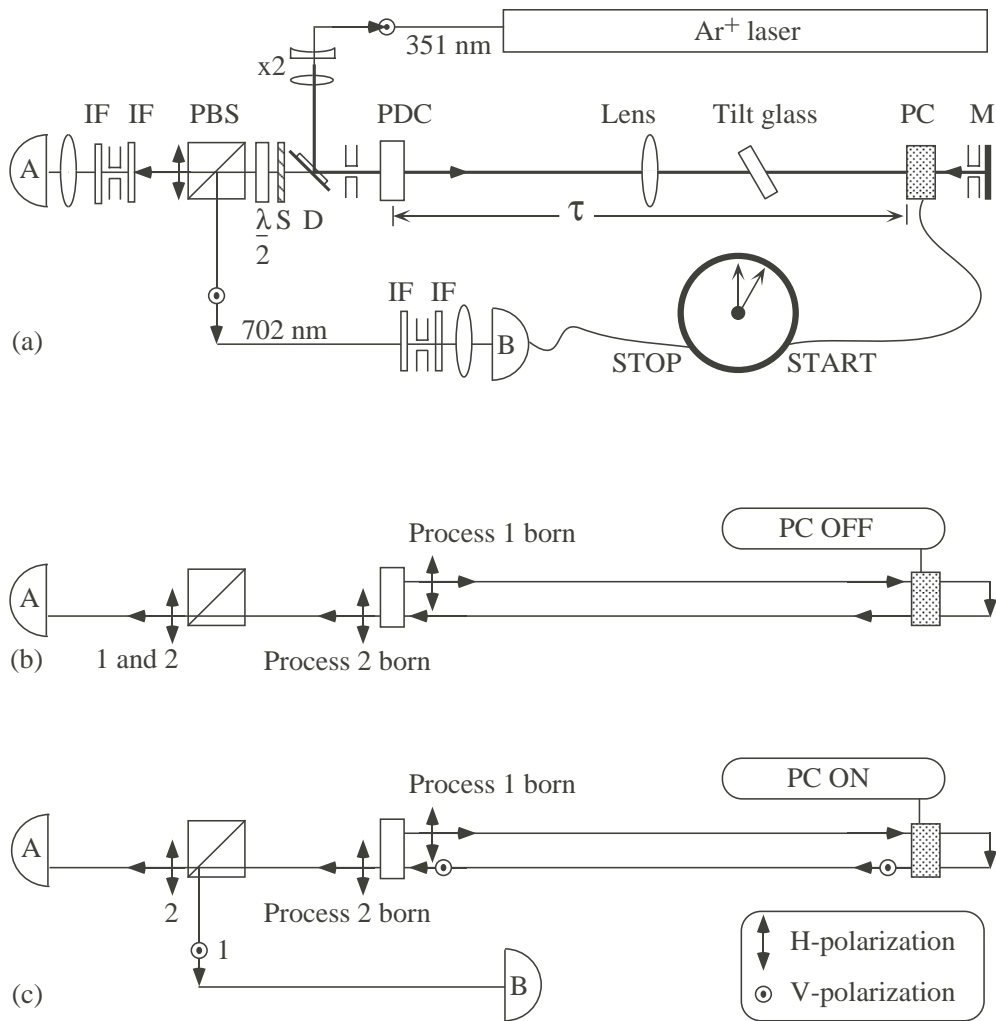 Ar⁺ laser
351 nm
x2
IF IF PBS PDC Lens Tilt glass PC M
A
λ/2 S D
τ
IF IF
702 nm
B
STOP START
(a)
PC OFF
Process 1 born
A
1 and 2
Process 2 born
(b)
PC ON
Process 1 born
A
2
Process 2 born
1
B
H-polarization
V-polarization
(c)